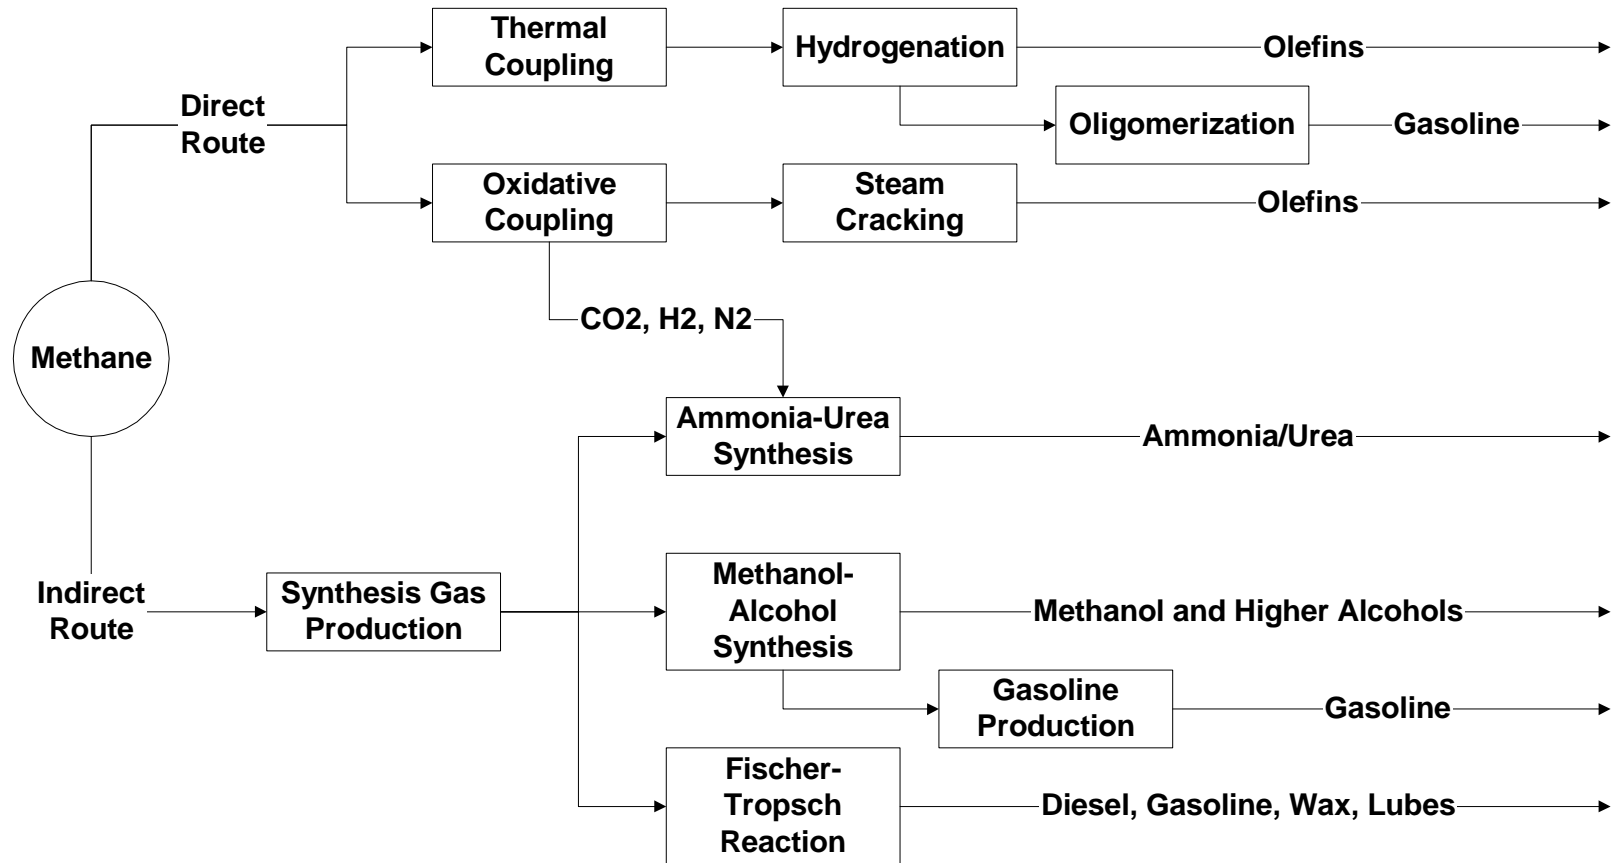 Thermal
Coupling
Hydrogenation
Olefins
Direct
Route
Oligomerization
Gasoline
Oxidative
Coupling
Steam
Cracking
Olefins
CO2, H2, N2
Methane
Ammonia-Urea
Synthesis
Ammonia/Urea
Indirect
Route
Synthesis Gas
Production
Methanol-
Alcohol
Synthesis
Methanol and Higher Alcohols
Gasoline
Production
Gasoline
Fischer-
Tropsch
Reaction
Diesel, Gasoline, Wax, Lubes